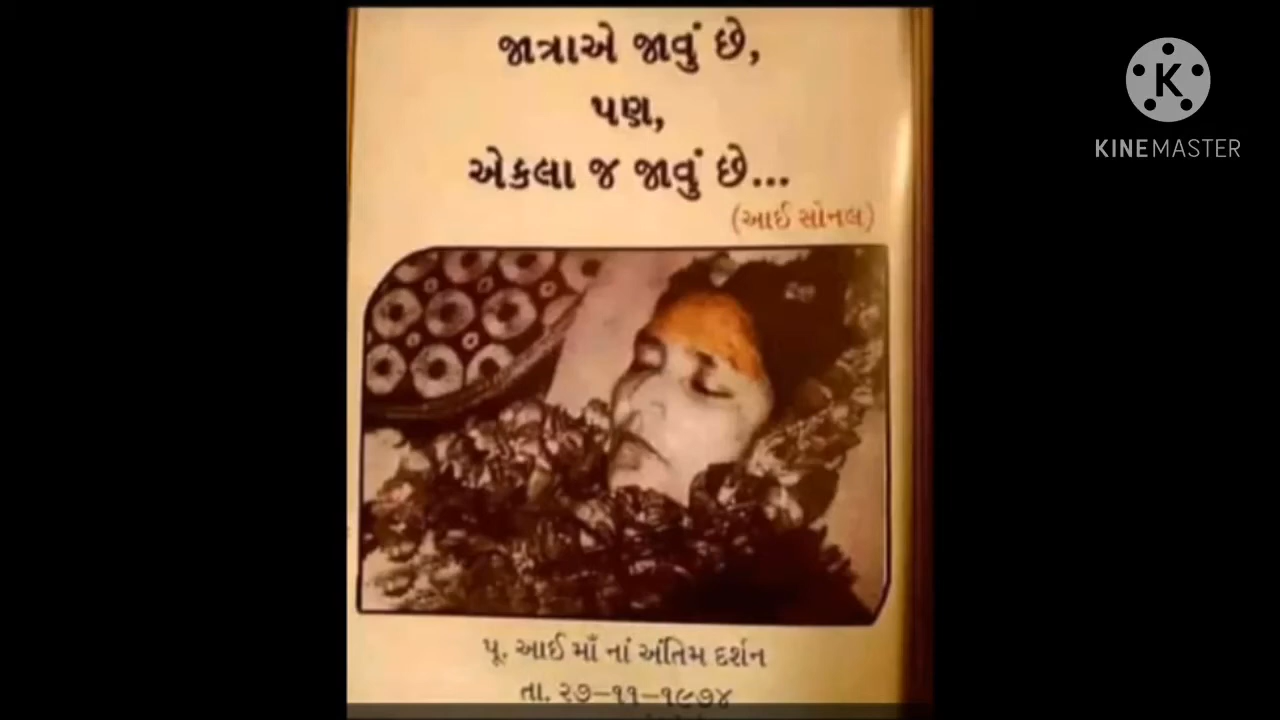 જાત્રાએ જાવું છે,
પણ,
એકલા જ જાવું છે...
(આઈ સોનલ)
પૂ. આઈ માઁ નાં અંતિમ દર્શન
તા. ૨૭-૧૧-૧૯૭૪
K
KINEMASTER